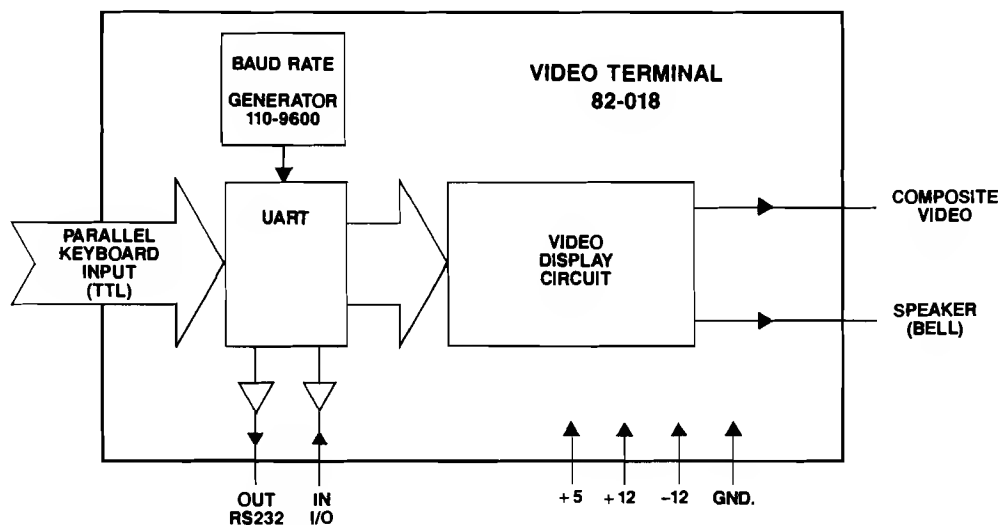 BAUD RATE
GENERATOR
110-9600
VIDEO TERMINAL
82-018
PARALLEL
KEYBOARD
INPUT
(TTL)
UART
VIDEO
DISPLAY
CIRCUIT
COMPOSITE
VIDEO
SPEAKER
(BELL)
OUT
RS232
IN
I/O
+5
+12
-12
GND.